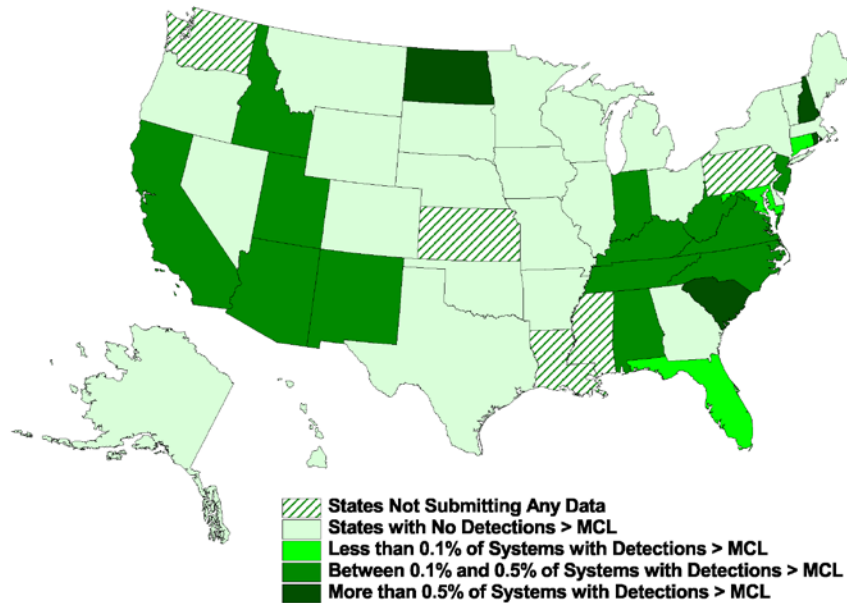 States Not Submitting Any Data
States with No Detections > MCL
Less than 0.1% of Systems with Detections > MCL
Between 0.1% and 0.5% of Systems with Detections > MCL
More than 0.5% of Systems with Detections > MCL